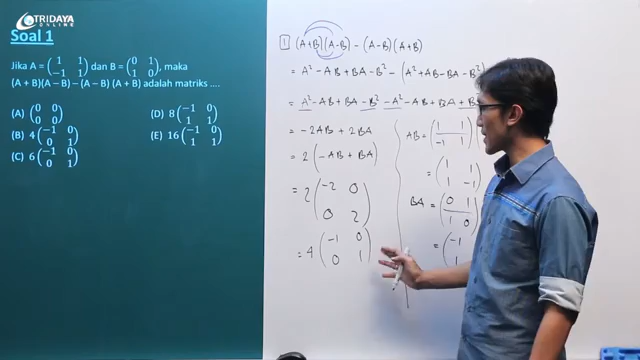 TRIDAYA
ONLINE
Soal 1
Jika A = ( 1 1
-1 1 ) dan B = ( 0 1
1 0 ), maka
(A + B)(A – B) – (A – B) (A + B) adalah matriks ....
(A) ( 0 0
0 0 )
(B) 4 ( -1 0
0 1 )
(C) 6 ( -1 0
0 1 )
(D) 8 ( -1 0
1 1 )
(E) 16 ( -1 0
1 1 )
1 (A+B)(A-B) - (A-B)(A+B)
= A² - AB + BA - B² - (A² + AB - BA - B²)
= A² - AB + BA - B² - A² - AB + BA + B
= -2AB + 2BA
= 2 ( -AB + BA )
= 2 ( -2 0
0 2 )
= 4 ( -1 0
0 1 )
AB = ( 1 1
-1 1
= ( 1 1
1 -1 )
BA = ( 0 1
1 0 )
= ( -1
1